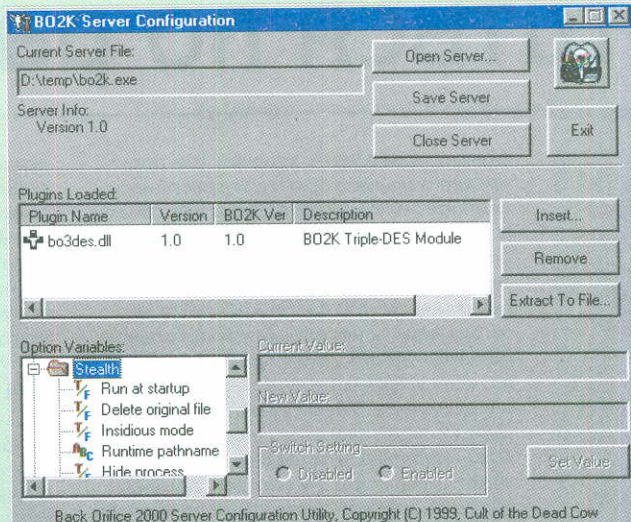 BO2K Server Configuration
Current Server File:
D:\temp\bo2k.exe
Server Info:
Version 1.0
Open Server...
Save Server
Close Server
Exit
Plugins Loaded:
Plugin Name Version BO2K Ver Description
bo3des.dll 1.0 1.0 BO2K Triple-DES Module
Insert...
Remove
Extract To File...
Option Variables:
Stealth
T/F Run at startup
T/F Delete original file
T/F Insidious mode
ABC Runtime pathname
T/F Hide process
Current Value:
New Value:
Switch Setting
Disabled Enabled
Set Value
Back Orifice 2000 Server Configuration Utility, Copyright (C) 1999, Cult of the Dead Cow